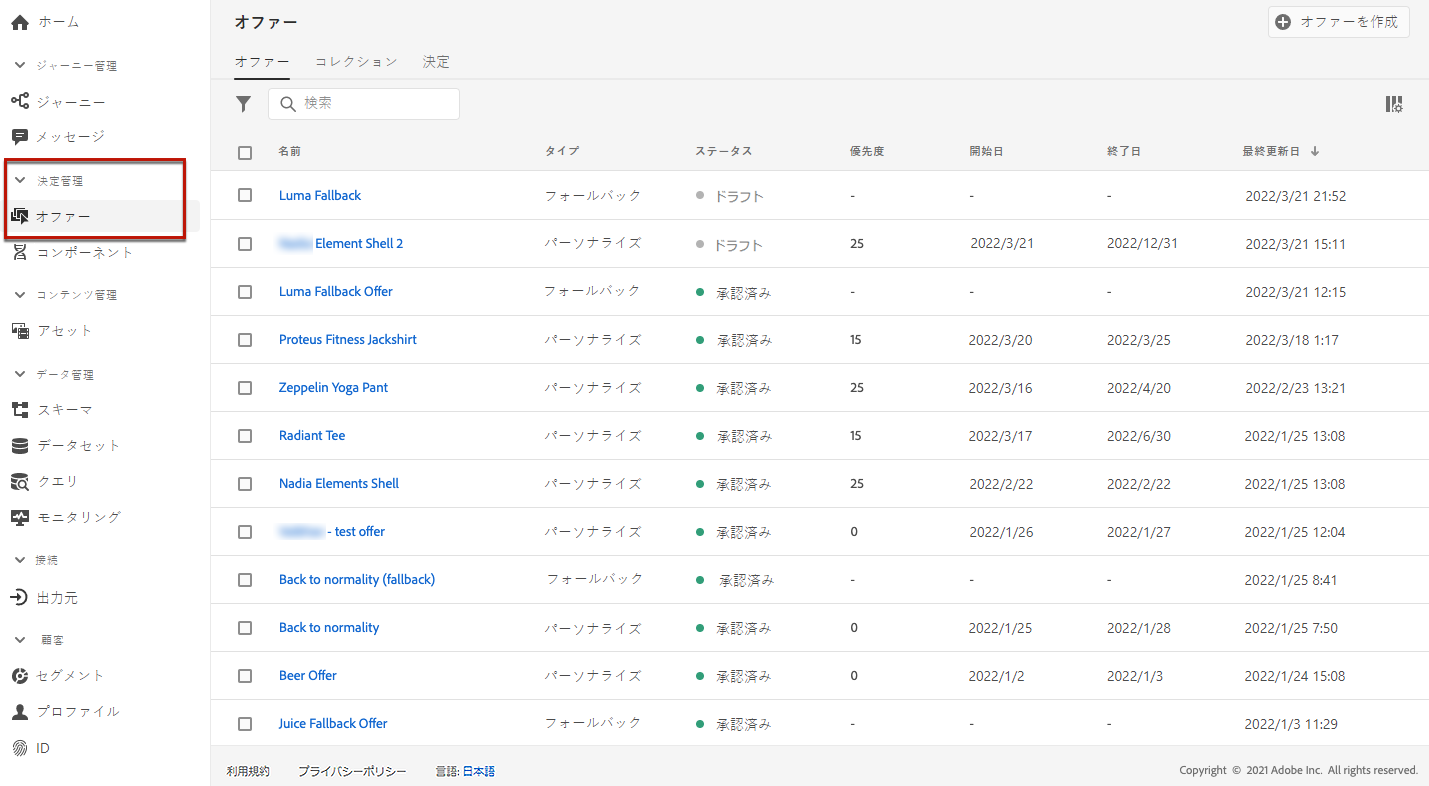 ホーム
ジャーニー管理
ジャーニー
メッセージ
決定管理
オファー
コンポーネント
コンテンツ管理
アセット
データ管理
スキーマ
データセット
クエリ
モニタリング
接続
出力元
顧客
セグメント
プロファイル
ID
オファー
オファーを作成
オファー コレクション 決定
検索
名前 タイプ ステータス 優先度 開始日 終了日 最終更新日
Luma Fallback フォールバック ドラフト - - - 2022/3/21 21:52
Element Shell 2 パーソナライズ ドラフト 25 2022/3/21 2022/12/31 2022/3/21 15:11
Luma Fallback Offer フォールバック 承認済み - - - 2022/3/21 12:15
Proteus Fitness Jackshirt パーソナライズ 承認済み 15 2022/3/20 2022/3/25 2022/3/18 1:17
Zeppelin Yoga Pant パーソナライズ 承認済み 25 2022/3/16 2022/4/20 2022/2/23 13:21
Radiant Tee パーソナライズ 承認済み 15 2022/3/17 2022/6/30 2022/1/25 13:08
Nadia Elements Shell パーソナライズ 承認済み 25 2022/2/22 2022/2/22 2022/1/25 13:08
- test offer パーソナライズ 承認済み 0 2022/1/26 2022/1/27 2022/1/25 12:04
Back to normality (fallback) フォールバック 承認済み - - - 2022/1/25 8:41
Back to normality パーソナライズ 承認済み 0 2022/1/25 2022/1/28 2022/1/25 7:50
Beer Offer パーソナライズ 承認済み 0 2022/1/2 2022/1/3 2022/1/24 15:08
Juice Fallback Offer フォールバック 承認済み - - - 2022/1/3 11:29
利用規約 プライバシーポリシー 言語: 日本語
Copyright © 2021 Adobe Inc. All rights reserved.